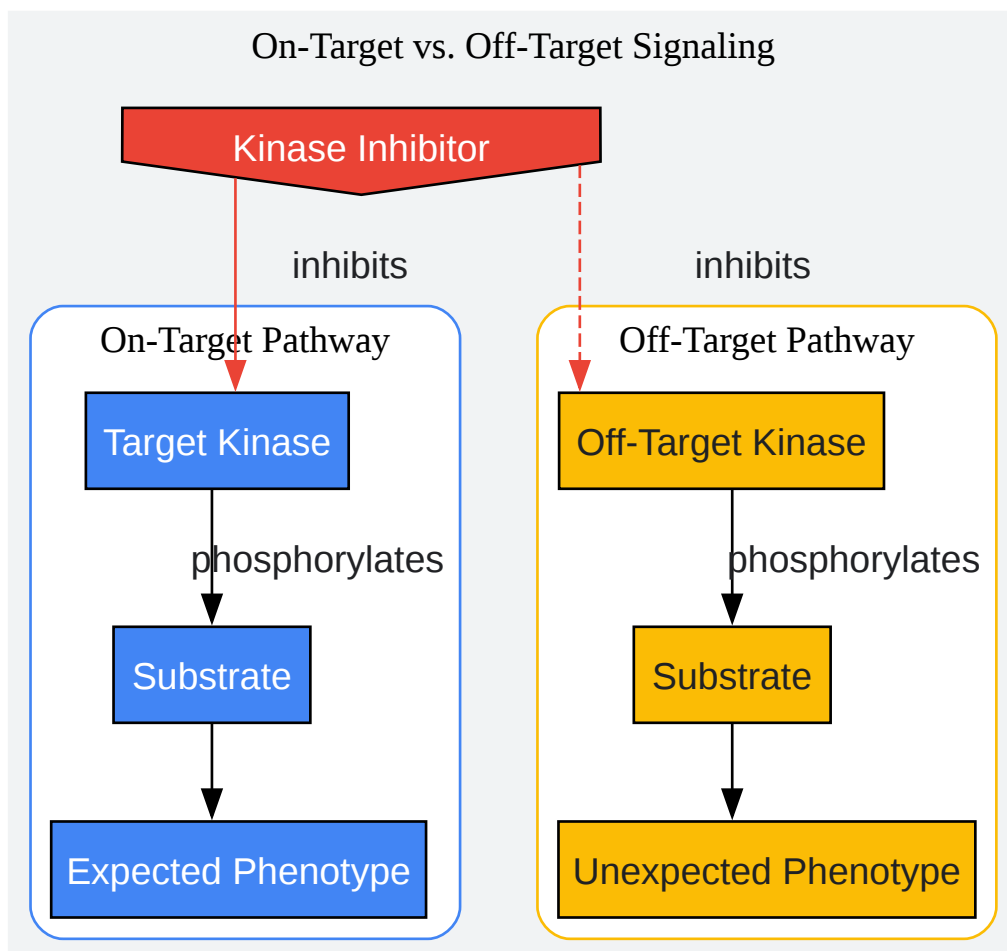 On-Target vs. Off-Target Signaling
Kinase Inhibitor
inhibits
inhibits
On-Target Pathway
Target Kinase
phosphorylates
Substrate
Expected Phenotype
Off-Target Pathway
Off-Target Kinase
phosphorylates
Substrate
Unexpected Phenotype